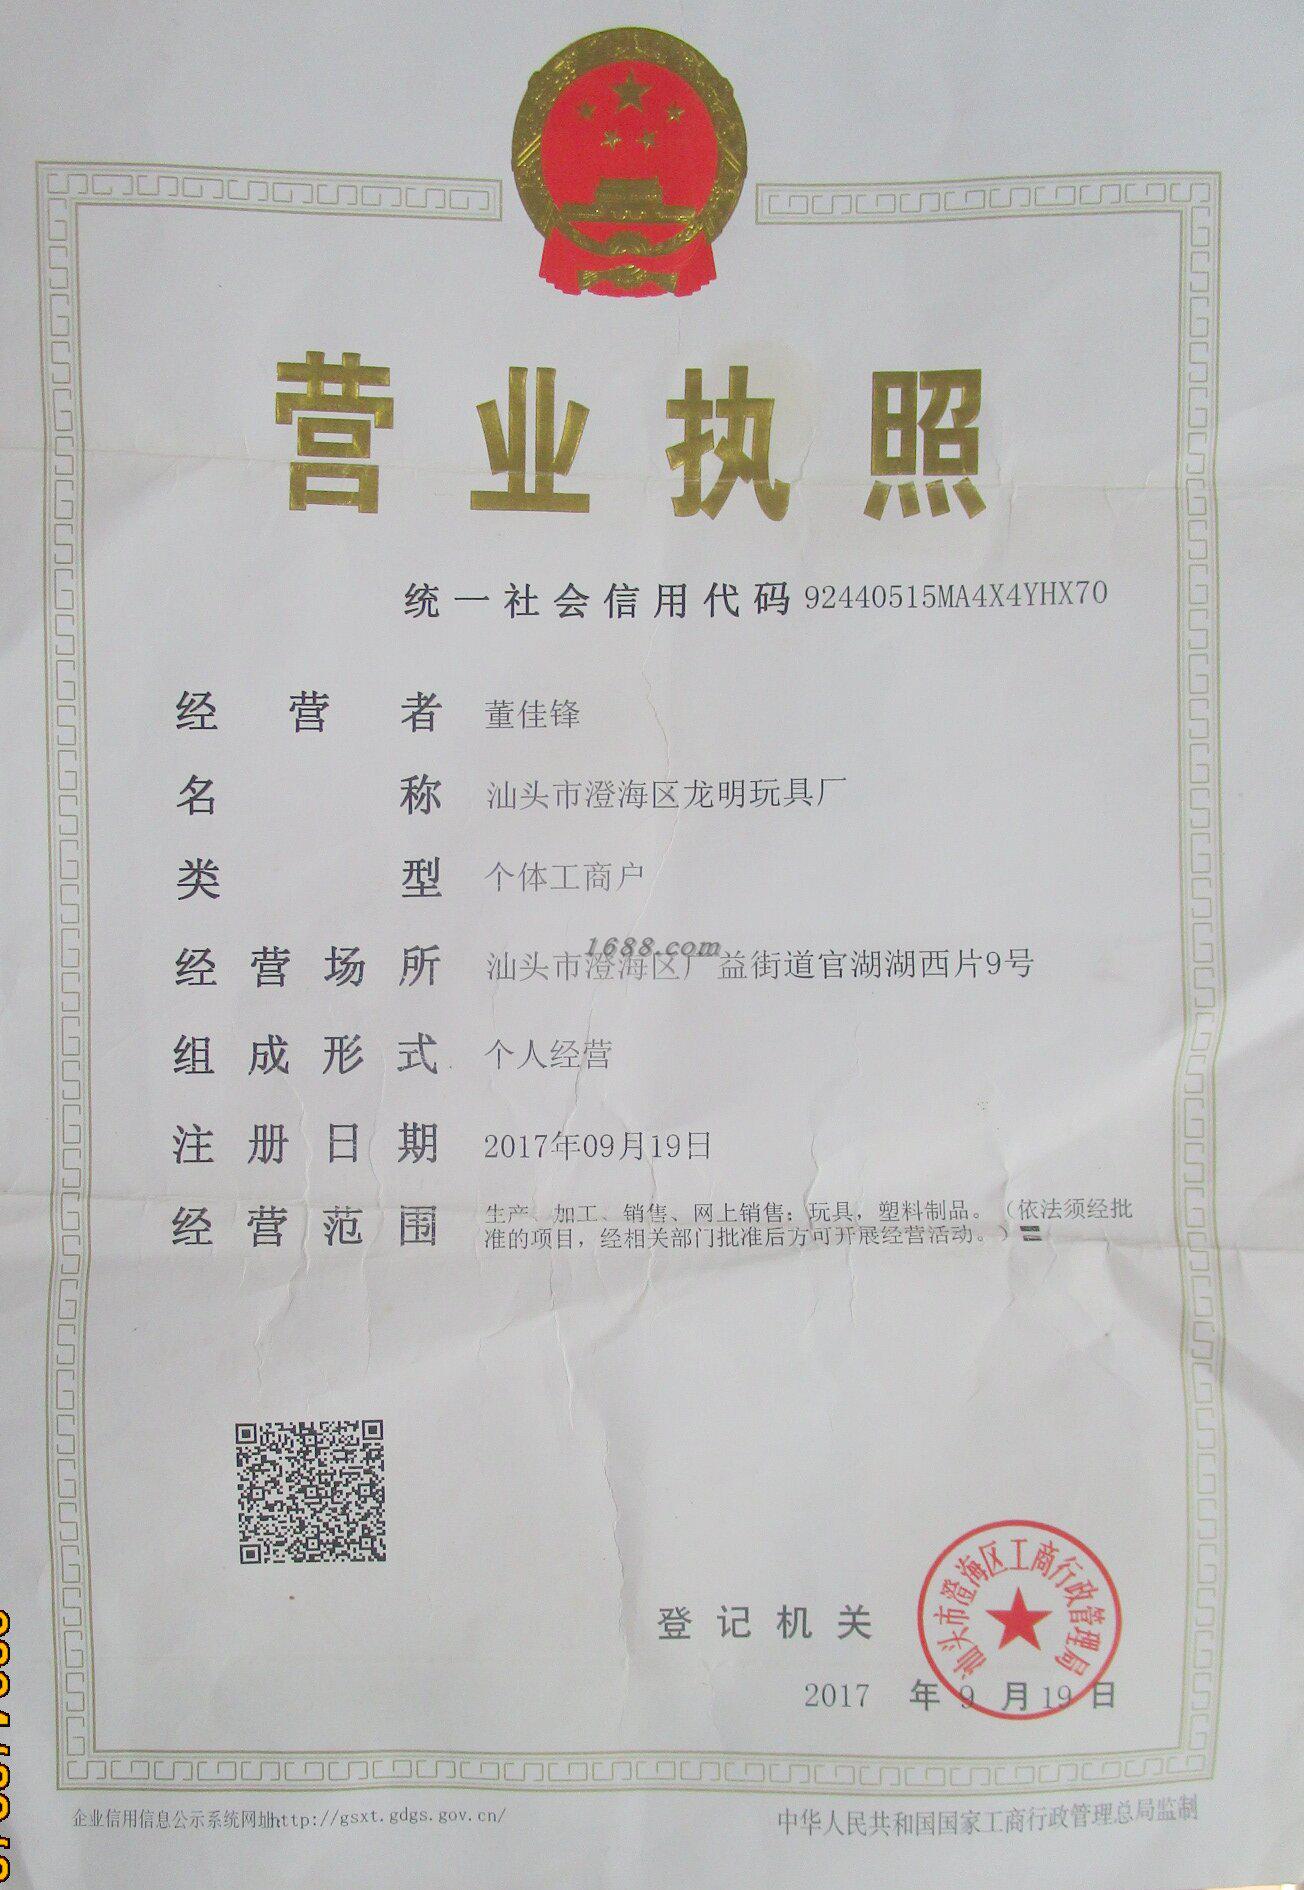 营业执照
统一社会信用代码 92440515MA4X4YHX70
经营者 董佳锋
名称 汕头市澄海区龙明玩具厂
类型 个体工商户
经营场所 汕头市澄海区广益街道官湖湖西片9号
1688.com
组成形式 个人经营
注册日期 2017年09月19日
经营范围 生产、加工、销售、网上销售：玩具，塑料制品。（依法须经批
准的项目，经相关部门批准后方可开展经营活动。）〓
汕头市澄海区工商行政管理局
登记机关
2017 年 9 月 19 日
企业信用信息公示系统网址http://gsxt.gdgs.gov.cn/
中华人民共和国国家工商行政管理总局监制